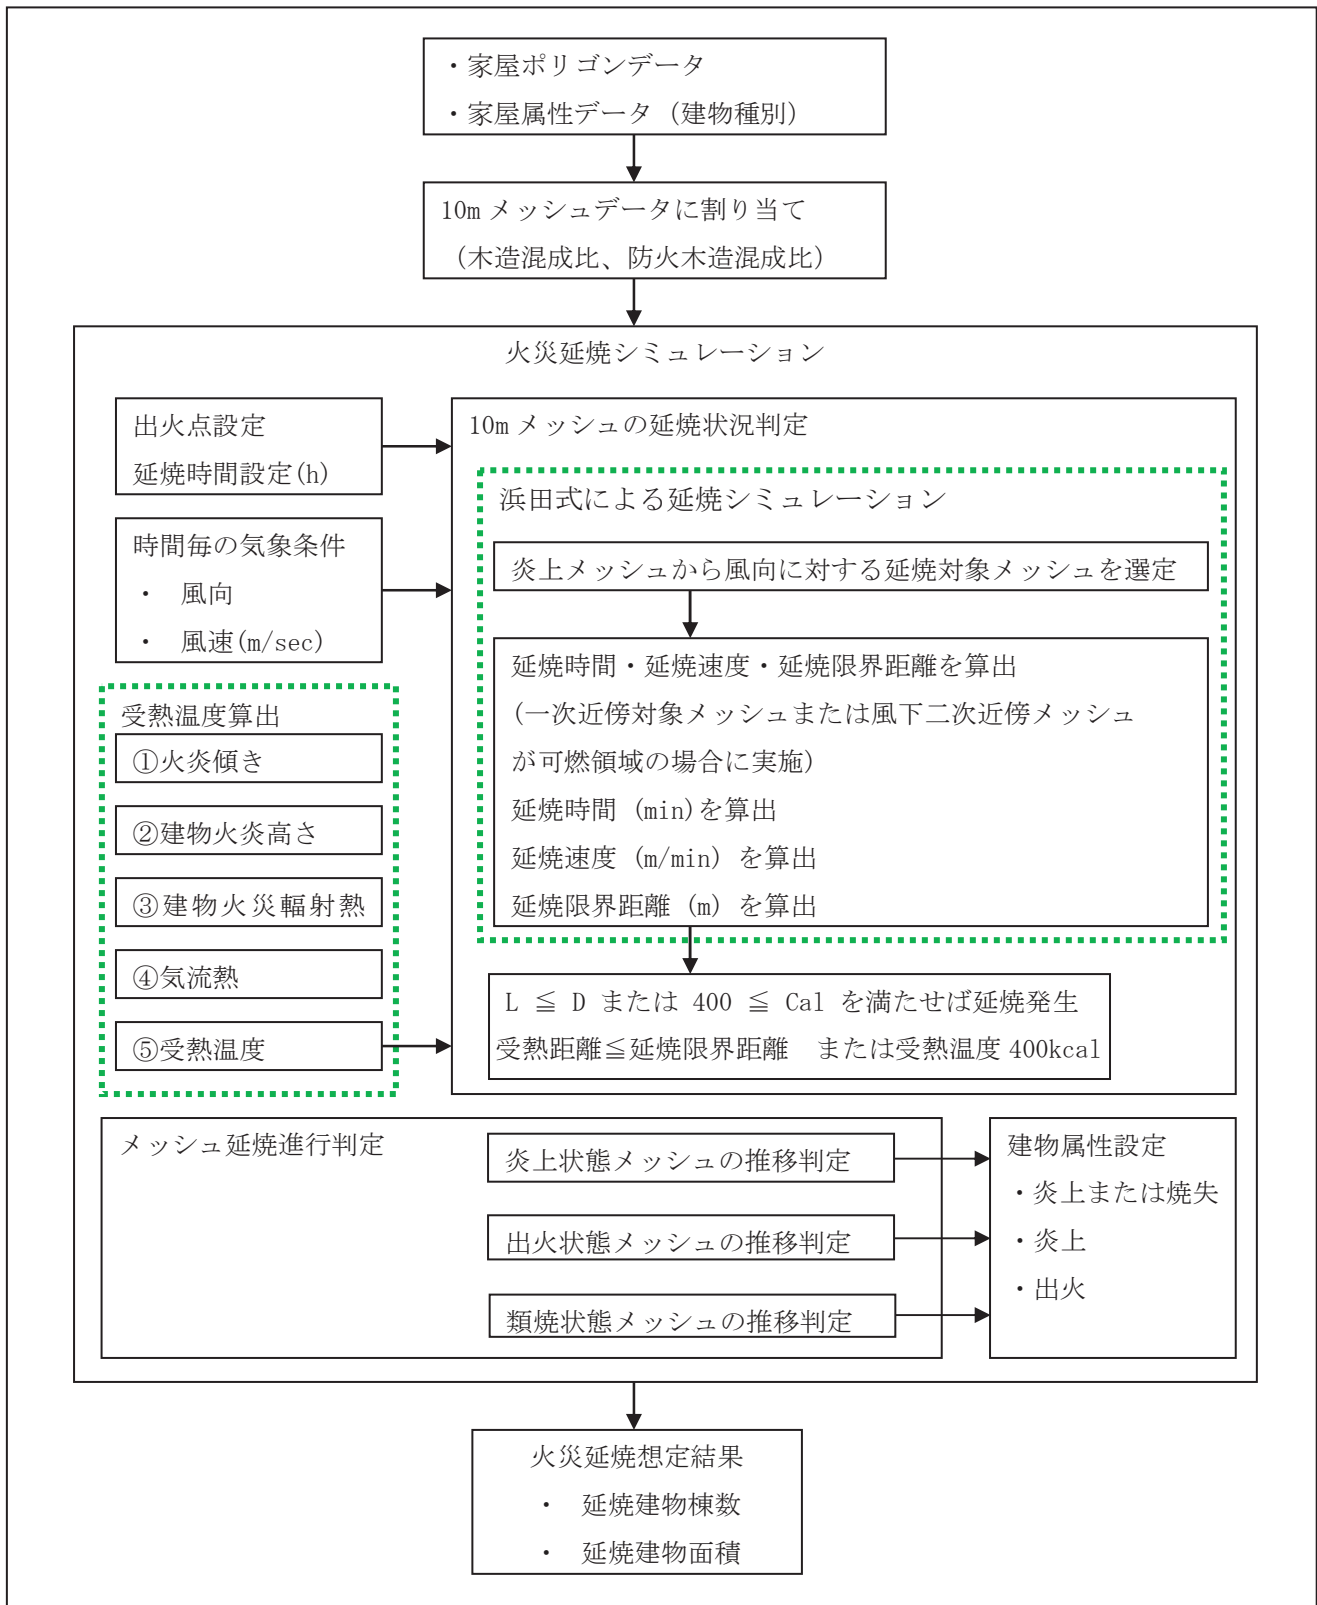 ・家屋ポリゴンデータ
・家屋属性データ（建物種別）
10mメッシュデータに割り当て
（木造混成比、防火木造混成比）
火災延焼シミュレーション
出火点設定
延焼時間設定(h)
時間毎の気象条件
・ 風向
・ 風速(m/sec)
受熱温度算出
①火炎傾き
②建物火炎高さ
③建物火災輻射熱
④気流熱
⑤受熱温度
10mメッシュの延焼状況判定
浜田式による延焼シミュレーション
炎上メッシュから風向に対する延焼対象メッシュを選定
延焼時間・延焼速度・延焼限界距離を算出
(一次近傍対象メッシュまたは風下二次近傍メッシュ
が可燃領域の場合に実施)
延焼時間 (min)を算出
延焼速度 (m/min) を算出
延焼限界距離 (m) を算出
L ≦ D または 400 ≦ Cal を満たせば延焼発生
受熱距離≦延焼限界距離　または受熱温度400kcal
メッシュ延焼進行判定
炎上状態メッシュの推移判定
出火状態メッシュの推移判定
類焼状態メッシュの推移判定
建物属性設定
・炎上または焼失
・炎上
・出火
火災延焼想定結果
・ 延焼建物棟数
・ 延焼建物面積